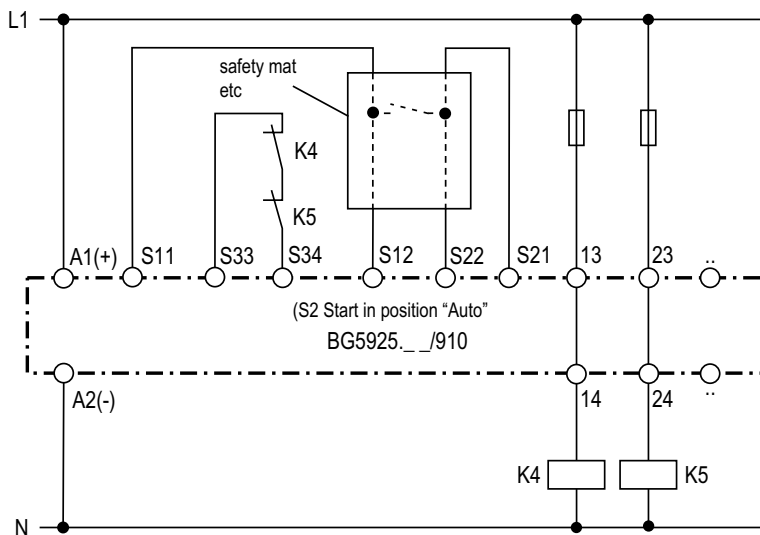 L1
safety mat
etc
K4
K5
A1(+) S11 S33 S34 S12 S22 S21 13 23 ..
(S2 Start in position “Auto”
BG5925._ _/910
A2(-) 14 24 ..
K4 K5
N